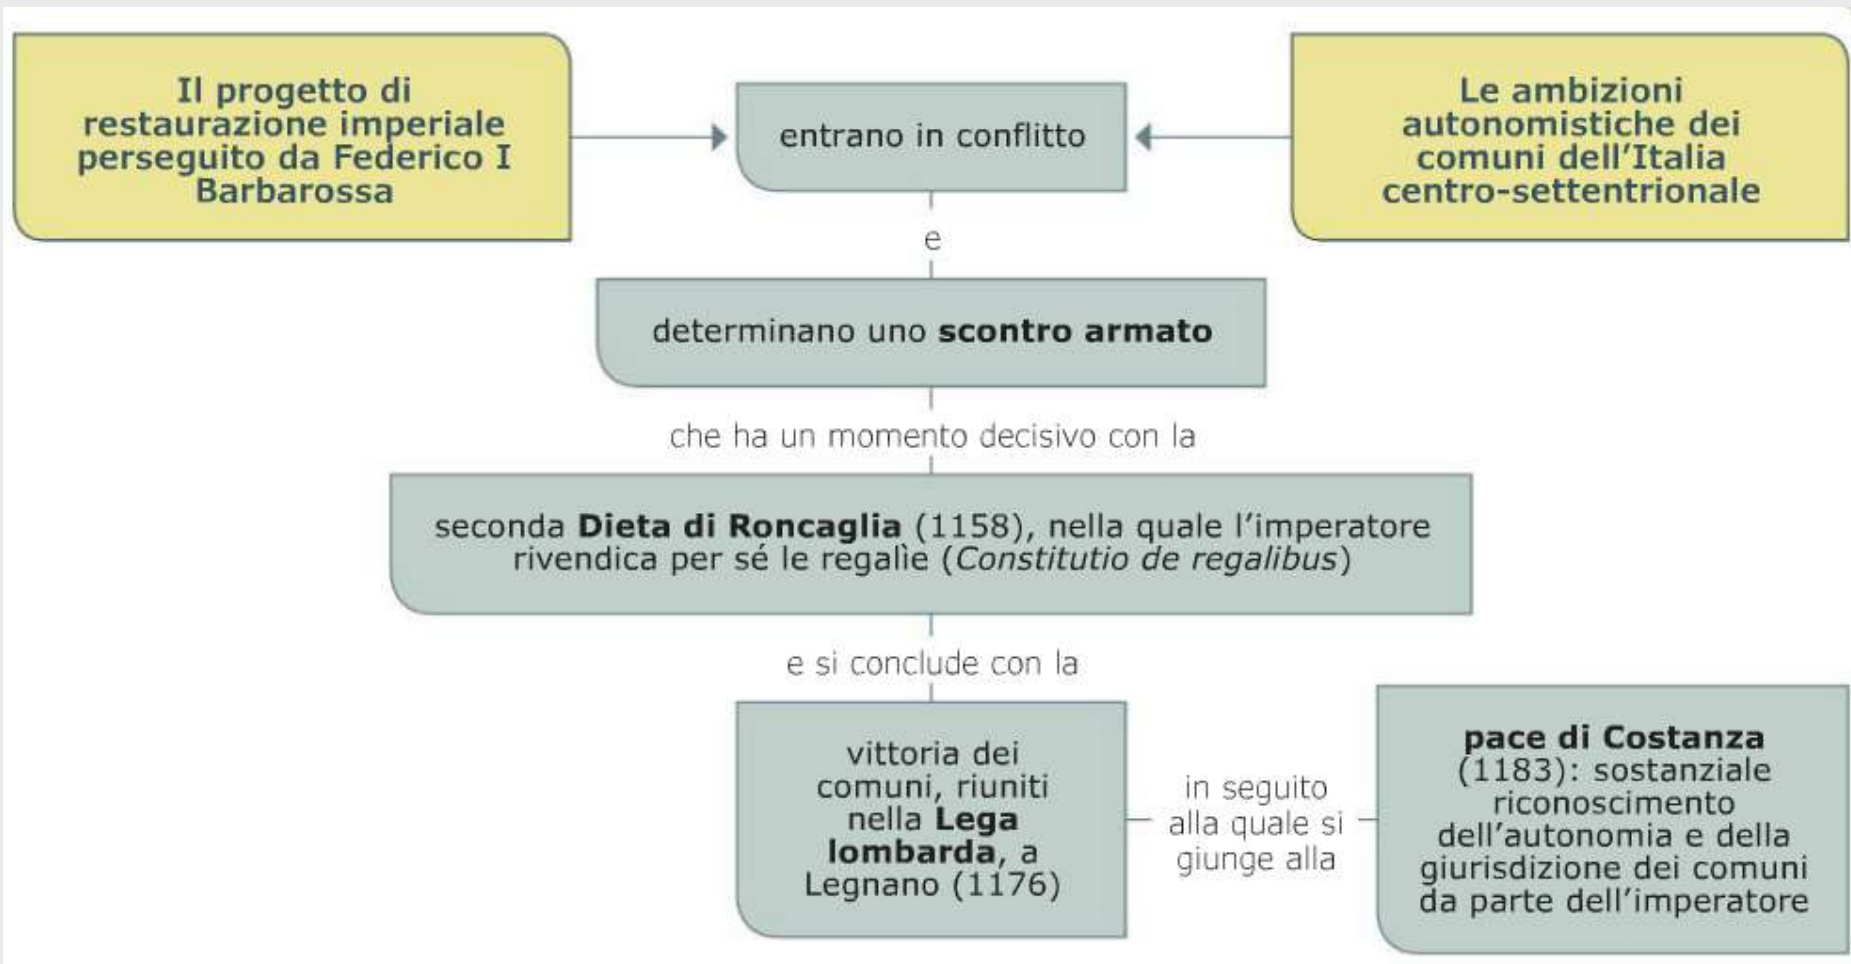 Il progetto di
restaurazione imperiale
perseguito da Federico I
Barbarossa
entrano in conflitto
Le ambizioni
autonomistiche dei
comuni dell'Italia
centro-settentrionale
e
determinano uno scontro armato
che ha un momento decisivo con la
seconda Dieta di Roncaglia (1158), nella quale l'imperatore
rivendica per sé le regalìe (Constitutio de regalibus)
e si conclude con la
vittoria dei
comuni, riuniti
nella Lega
lombarda, a
Legnano (1176)
in seguito
alla quale si
giunge alla
pace di Costanza
(1183): sostanziale
riconoscimento
dell'autonomia e della
giurisdizione dei comuni
da parte dell'imperatore